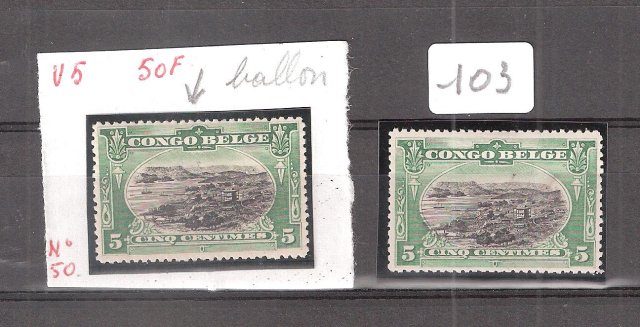 V5 50F ballon
N°
50.
CONGO BELGE
5 CINQ CENTIMES 5
103
CONGO BELGE
5 CINQ CENTIMES 5